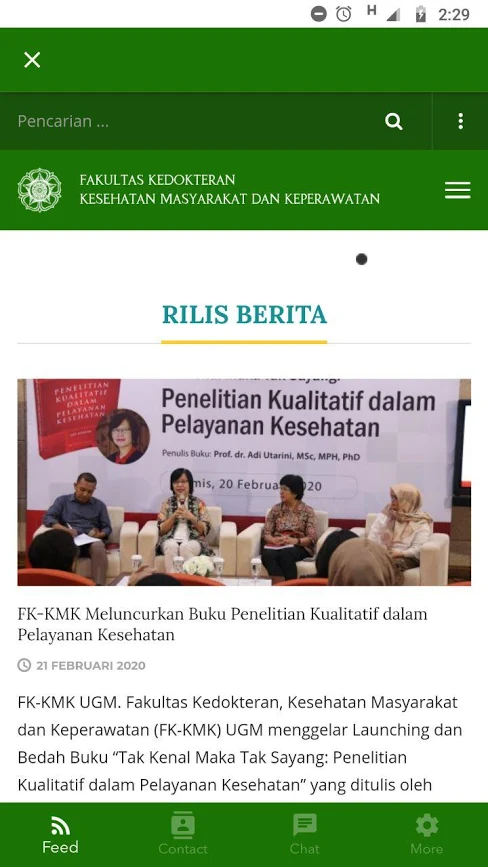 H
2:29
Pencarian ...
FAKULTAS KEDOKTERAN
KESEHATAN MASYARAKAT DAN KEPERAWATAN
RILIS BERITA
PENELITIAN
KUALITATIF
DALAM
PELAYANAN
KESEHATAN
Penelitian Kualitatif dalam
Pelayanan Kesehatan
Penulis Buku: Prof. dr. Adi Utarini, MSc, MPH, PhD
mis, 20 Februari 2020
FK-KMK Meluncurkan Buku Penelitian Kualitatif dalam
Pelayanan Kesehatan
21 FEBRUARI 2020
FK-KMK UGM. Fakultas Kedokteran, Kesehatan Masyarakat
dan Keperawatan (FK-KMK) UGM menggelar Launching dan
Bedah Buku “Tak Kenal Maka Tak Sayang: Penelitian
Kualitatif dalam Pelayanan Kesehatan” yang ditulis oleh
Feed
Contact
Chat
More